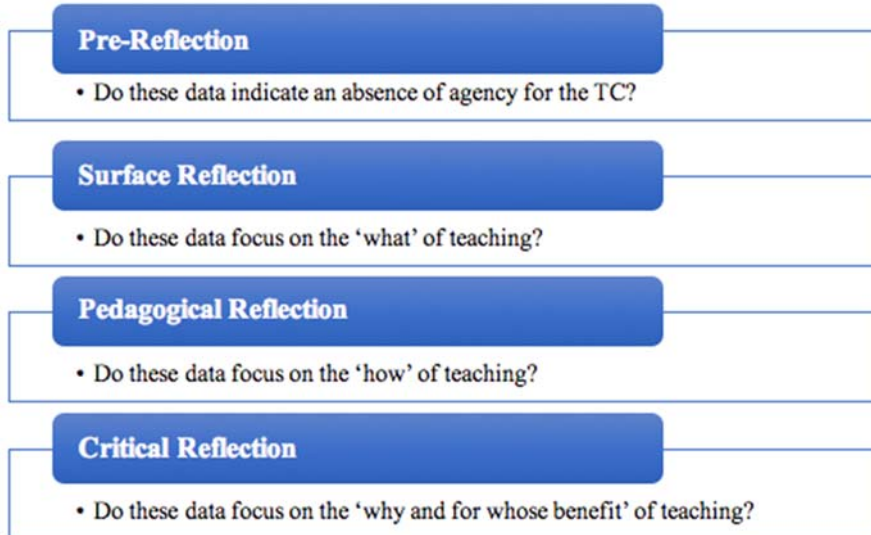 Pre-Reflection
• Do these data indicate an absence of agency for the TC?
Surface Reflection
• Do these data focus on the ‘what’ of teaching?
Pedagogical Reflection
• Do these data focus on the ‘how’ of teaching?
Critical Reflection
• Do these data focus on the ‘why and for whose benefit’ of teaching?